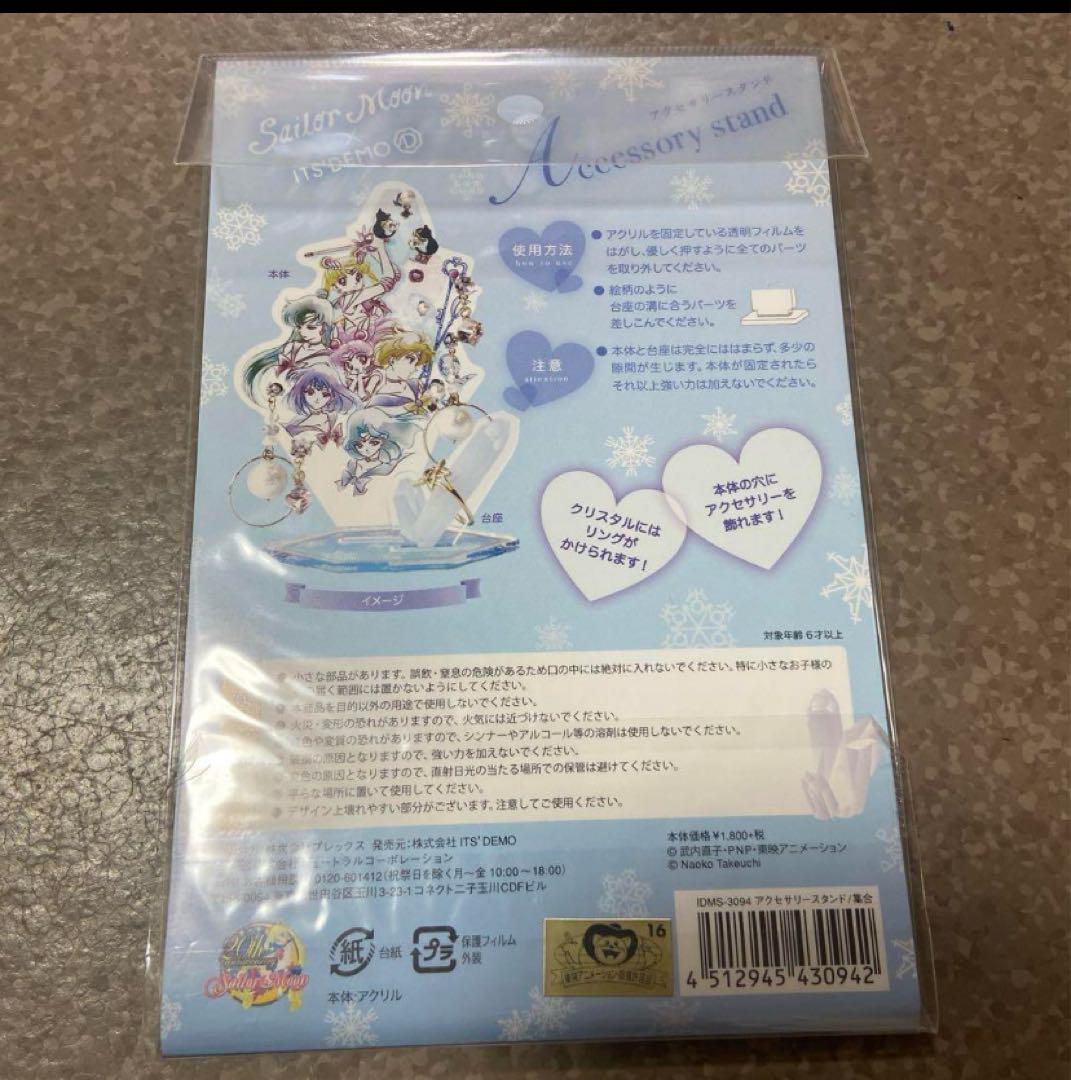 Sailor Moon
ITS'DEMO
アクセサリースタンド
Accessory stand
本体
台座
イメージ
使用方法
how to use
● アクリルを固定している透明フィルムを
はがし、優しく押すように全てのパーツ
を取り外してください。
● 絵柄のように
台座の溝に合うパーツを
差しこんでください。
注意
attention
● 本体と台座は完全にははまらず、多少の
隙間が生じます。本体が固定されたら
それ以上強い力は加えないでください。
クリスタルには
リングが
かけられます!
本体の穴に
アクセサリーを
飾れます!
対象年齢 6才以上
小さな部品があります。誤飲・窒息の危険があるため口の中には絶対に入れないでください。特に小さなお子様の
届く範囲には置かないようにしてください。
本商品を目的以外の用途で使用しないでください。
火災・変形の恐れがありますので、火気には近づけないでください。
変色や変質の恐れがありますので、シンナーやアルコール等の溶剤は使用しないでください。
破損の原因となりますので、強い力を加えないでください。
変色の原因となりますので、直射日光の当たる場所での保管は避けてください。
平らな場所に置いて使用してください。
デザイン上壊れやすい部分がございます。注意してご使用ください。
プレックス 発売元:株式会社 ITS'DEMO
ニュートラルコーポレーション
0120-601412(祝祭日を除く月~金 10:00~18:00)
世田谷区玉川3-23-1コネクト二子玉川CDFビル
本体価格¥1,800+税
© 武内直子・PNP・東映アニメーション
© Naoko Takeuchi
IDMS-3094 アクセサリースタンド/集合
4 512945 430942
20th
Sailor Moon
紙
台紙
プラ
保護フィルム
外装
本体:アクリル
16
東映アニメーション